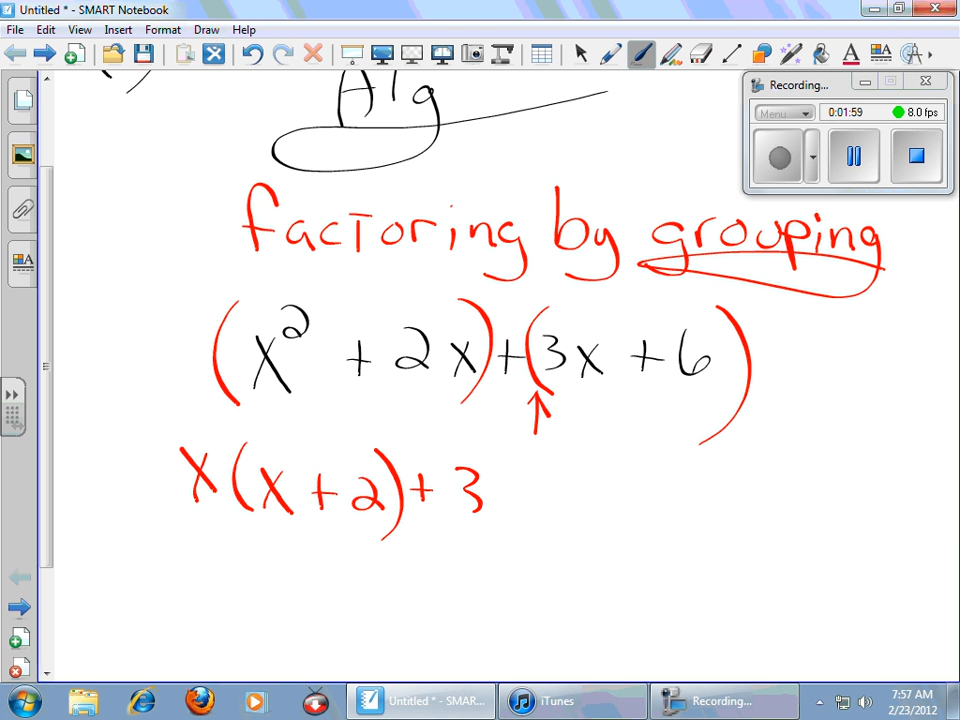 Untitled * - SMART Notebook
File Edit View Insert Format Tools Draw Help
Recording...
Menu 0:01:59 8.0 fps
Alg
factoring by grouping
(x² + 2x) + (3x + 6)
x(x + 2) + 3
Untitled * - SMAR... iTunes Recording... 7:57 AM
2/23/2012